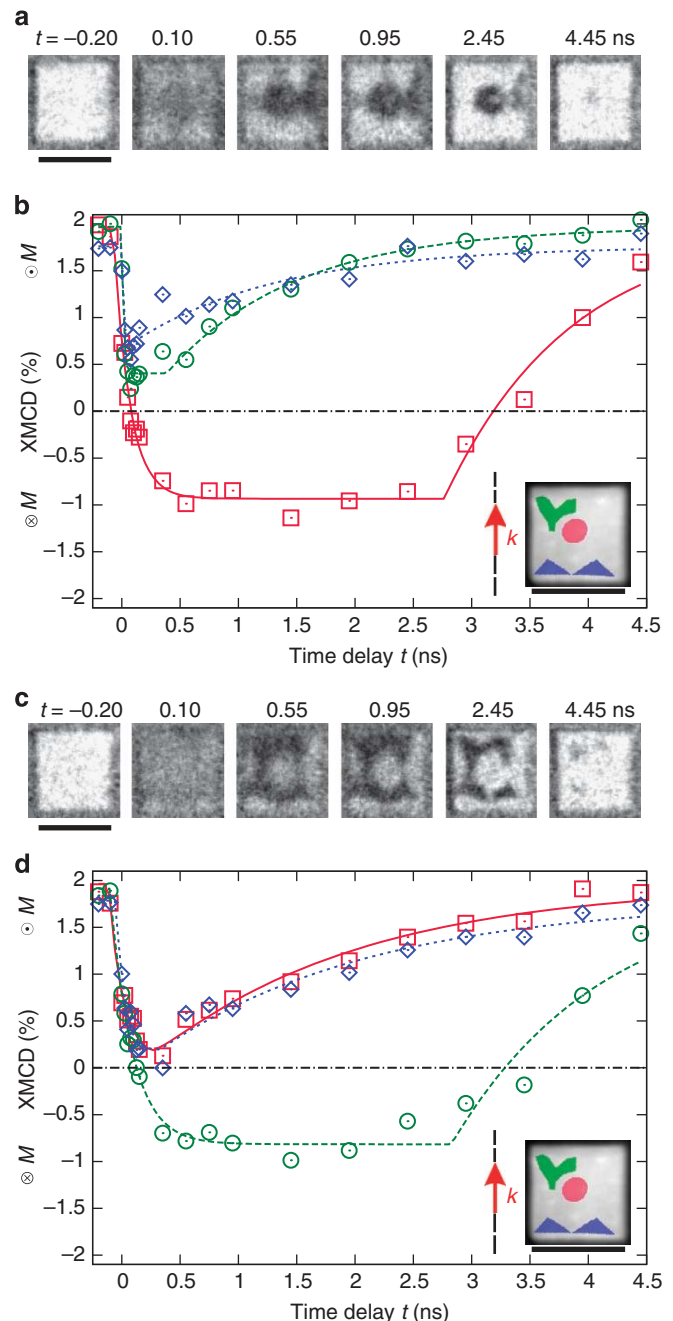 a
t = –0.20 0.10 0.55 0.95 2.45 4.45 ns
b
2
1.5
1
0.5
0
–0.5
–1
–1.5
–2
⊙ M
XMCD (%)
⊗ M
k
0 0.5 1 1.5 2 2.5 3 3.5 4 4.5
Time delay t (ns)
c
t = –0.20 0.10 0.55 0.95 2.45 4.45 ns
d
2
1.5
1
0.5
0
–0.5
–1
–1.5
–2
⊙ M
XMCD (%)
⊗ M
k
0 0.5 1 1.5 2 2.5 3 3.5 4 4.5
Time delay t (ns)